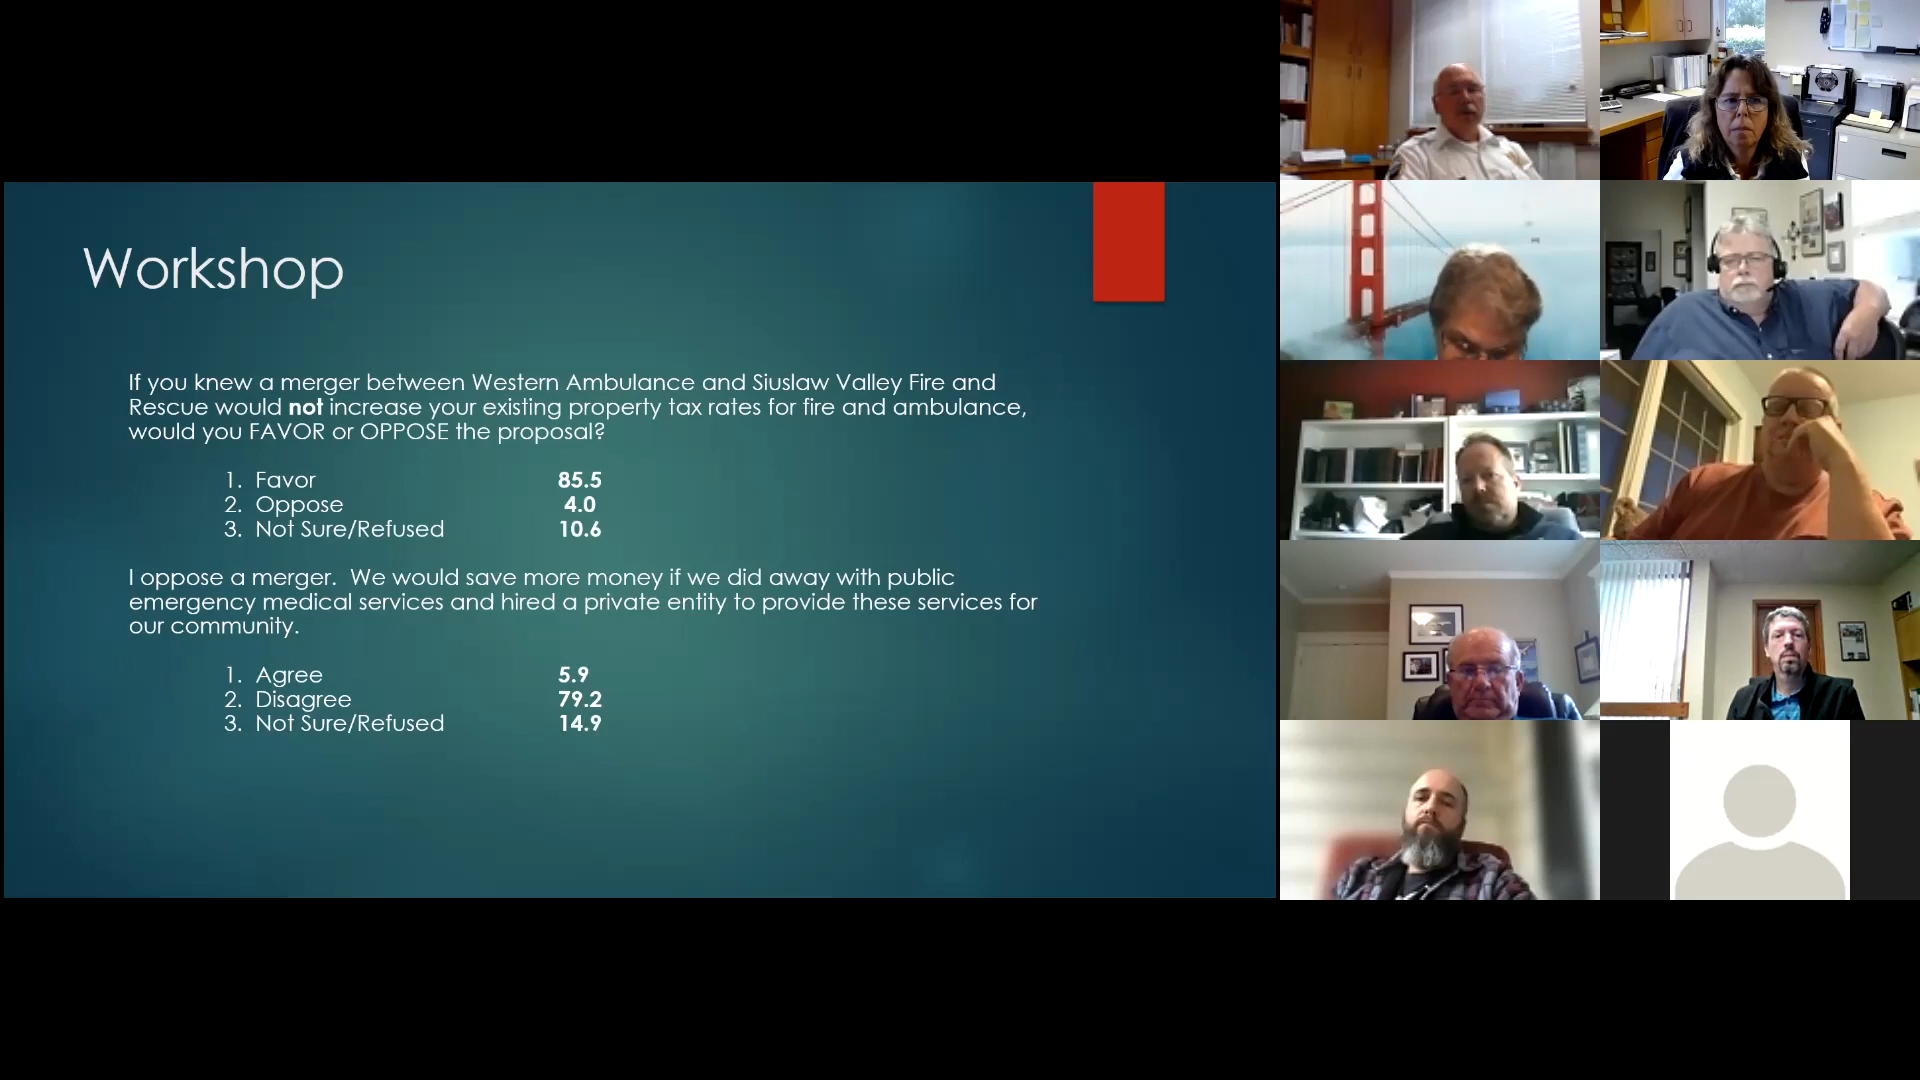 Workshop
If you knew a merger between Western Ambulance and Siuslaw Valley Fire and
Rescue would not increase your existing property tax rates for fire and ambulance,
would you FAVOR or OPPOSE the proposal?
1. Favor 85.5
2. Oppose 4.0
3. Not Sure/Refused 10.6
I oppose a merger. We would save more money if we did away with public
emergency medical services and hired a private entity to provide these services for
our community.
1. Agree 5.9
2. Disagree 79.2
3. Not Sure/Refused 14.9